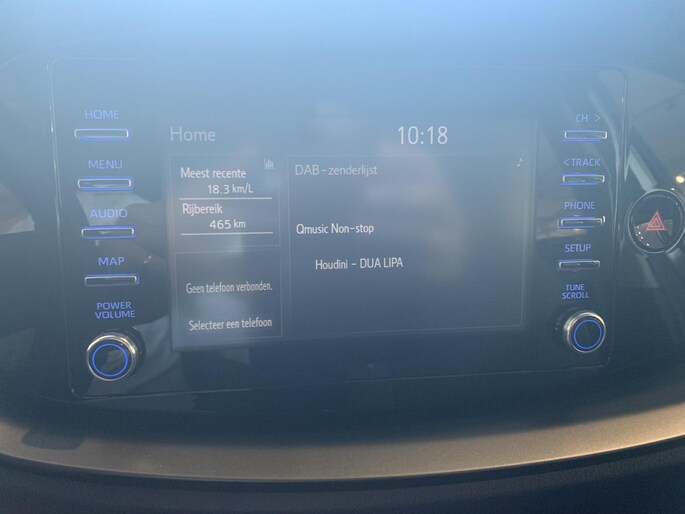 HOME
MENU
AUDIO
MAP
POWER
VOLUME
Home
10:18
Meest recente
18.3 km/L
Rijbereik
465 km
Geen telefoon verbonden.
Selecteer een telefoon
DAB-zenderlijst
Qmusic Non-stop
Houdini - DUA LIPA
CH >
< TRACK
PHONE
SETUP
TUNE
SCROLL